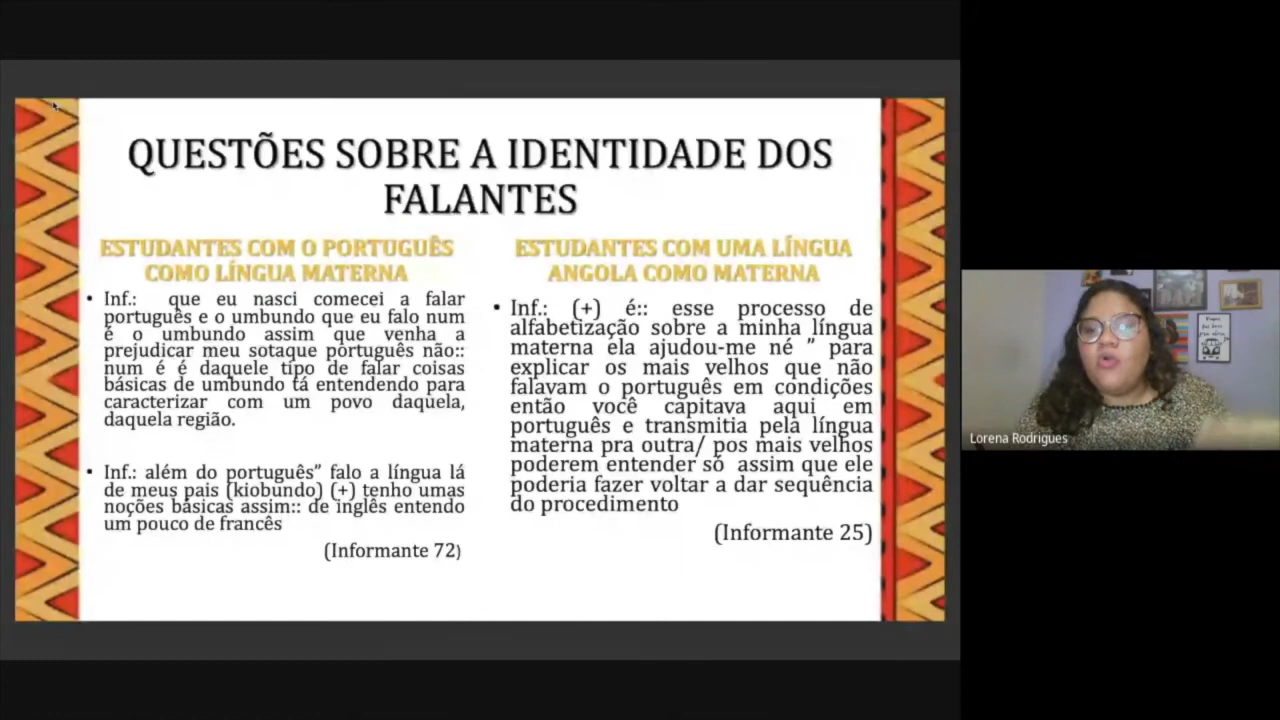 QUESTÕES SOBRE A IDENTIDADE DOS
FALANTES
ESTUDANTES COM O PORTUGUÊS
COMO LÍNGUA MATERNA
• Inf.: que eu nasci comecei a falar
português e o umbundo que eu falo num
é o umbundo assim que venha a
prejudicar meu sotaque português não::
num é é daquele tipo de falar coisas
básicas de umbundo tá entendendo para
caracterizar com um povo daquela,
daquela região.
• Inf.: além do português” falo a língua lá
de meus pais (kiobundo) (+) tenho umas
noções básicas assim:: de inglês entendo
um pouco de francês
(Informante 72)
ESTUDANTES COM UMA LÍNGUA
ANGOLA COMO MATERNA
• Inf.: (+) é:: esse processo de
alfabetização sobre a minha língua
materna ela ajudou-me né ” para
explicar os mais velhos que não
falavam o português em condições
então você capitava aqui em
português e transmitia pela língua
materna pra outra/ pos mais velhos
poderem entender só assim que ele
poderia fazer voltar a dar sequência
do procedimento
(Informante 25)
Lorena Rodrigues